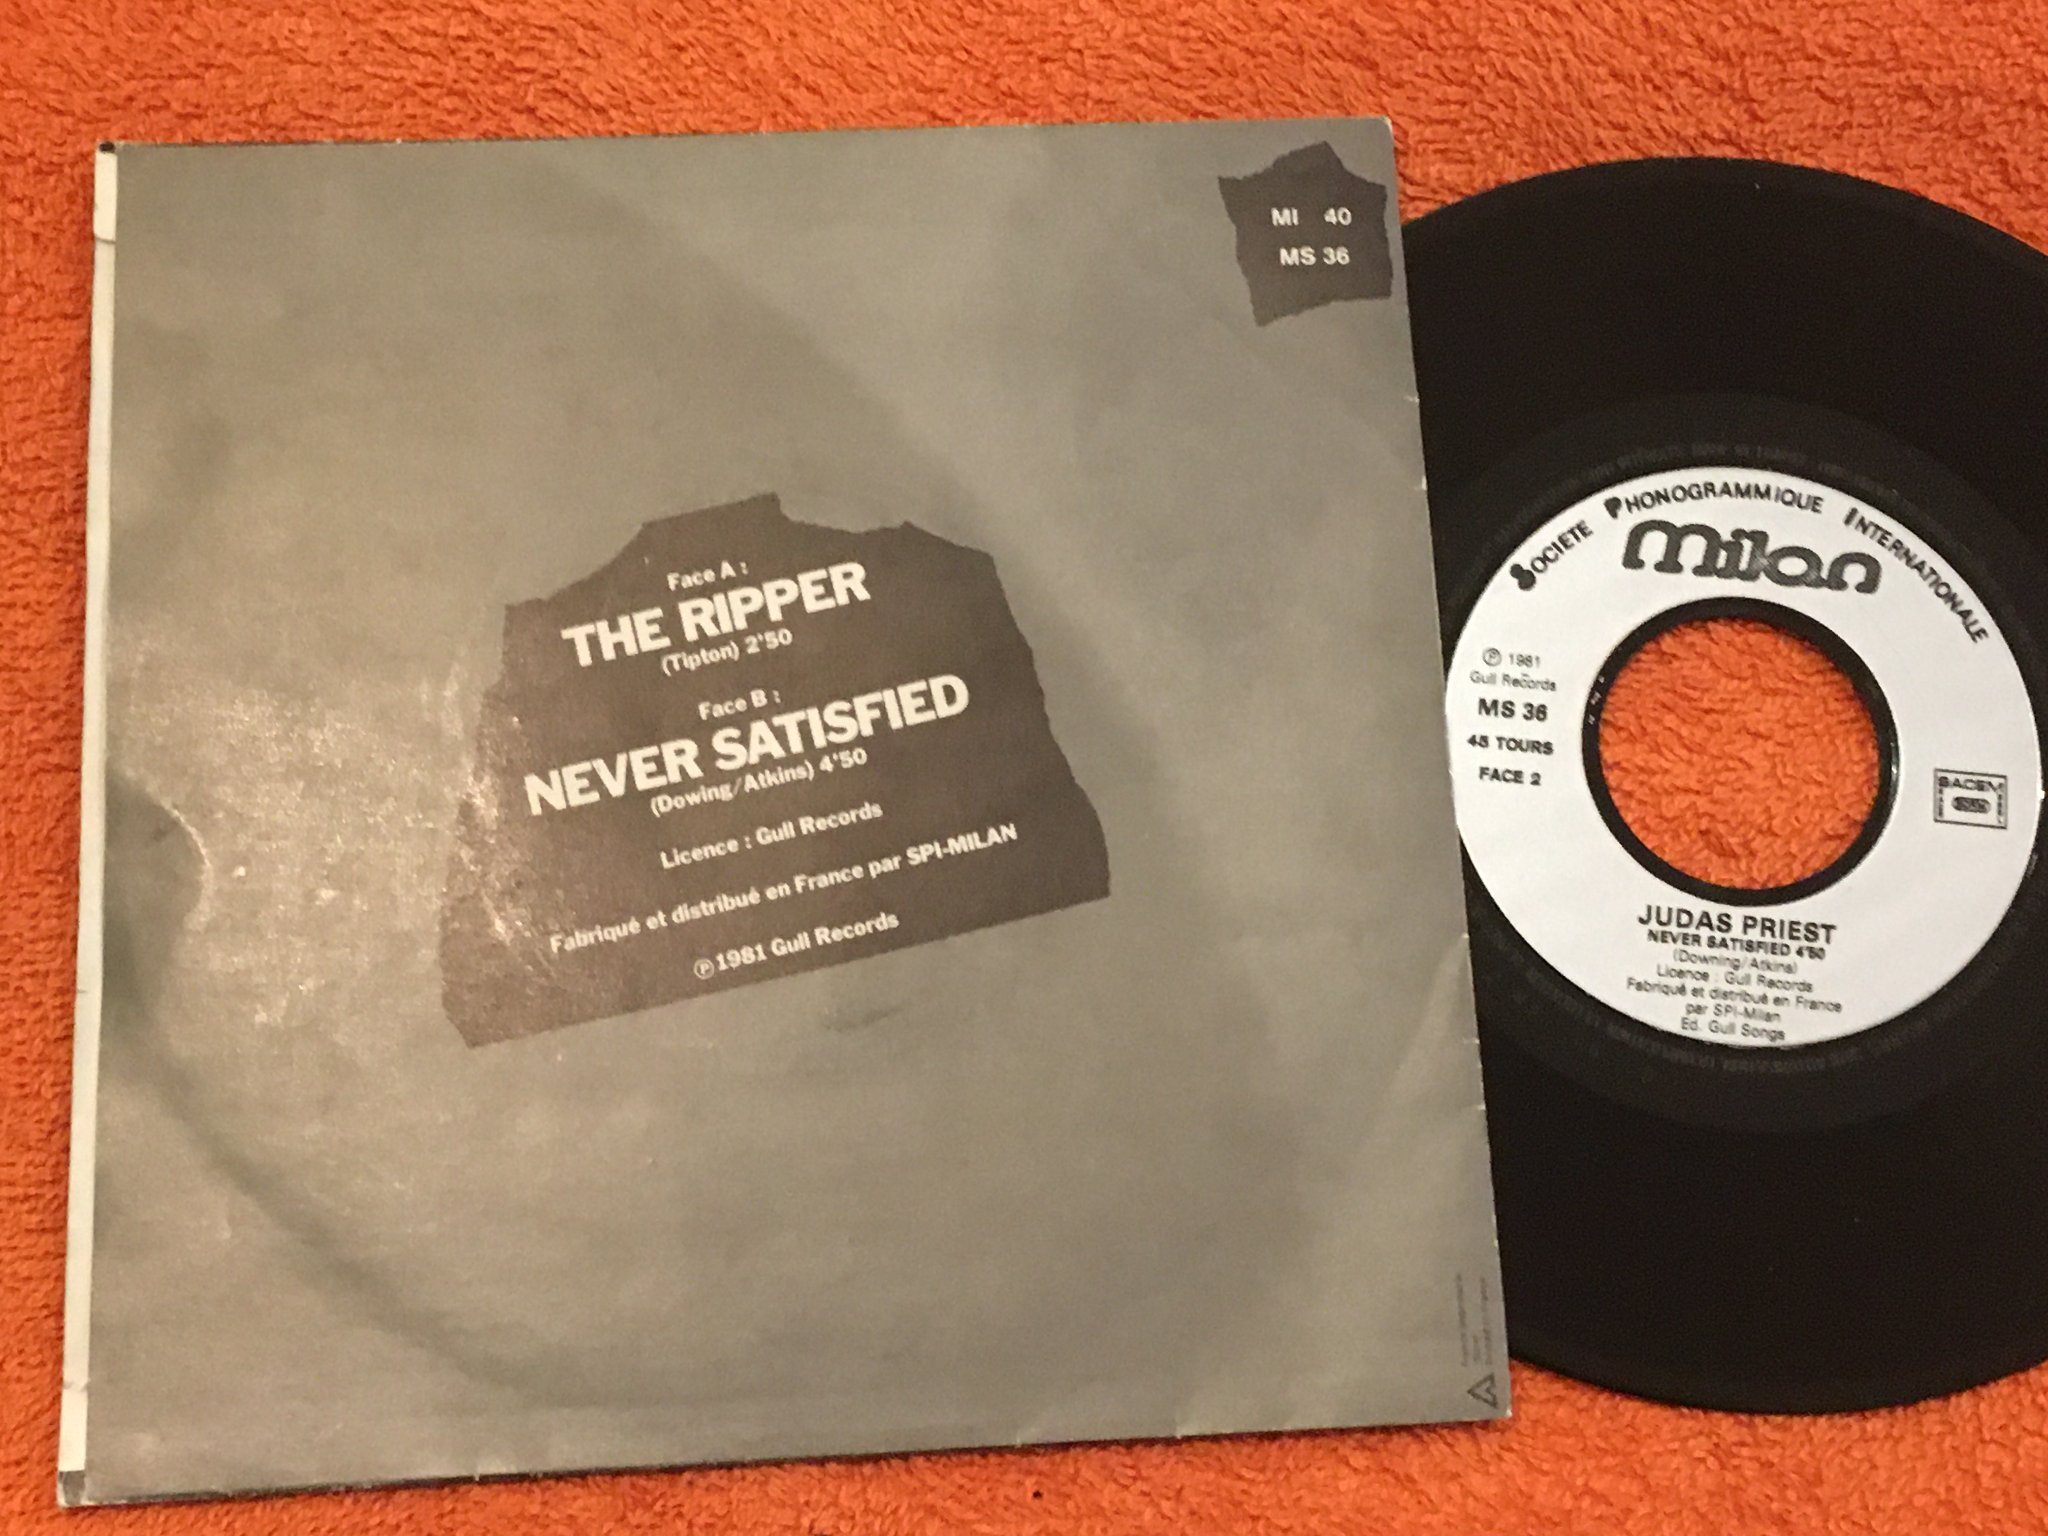 MI 40
MS 36
Face A :
THE RIPPER
(Tipton) 2'50
Face B :
NEVER SATISFIED
(Dowing/Atkins) 4'50
Licence : Gull Records
Fabriqué et distribué en France par SPI-MILAN
Ⓟ 1981 Gull Records
SOCIETE PHONOGRAMMIQUE INTERNATIONALE
milan
Ⓟ 1981
Gull Records
MS 36
45 TOURS
FACE 2
SACEM
JUDAS PRIEST
NEVER SATISFIED 4'50
(Downing/Atkins)
Licence : Gull Records
Fabriqué et distribué en France
par SPI-Milan
Ed. Gull Songs